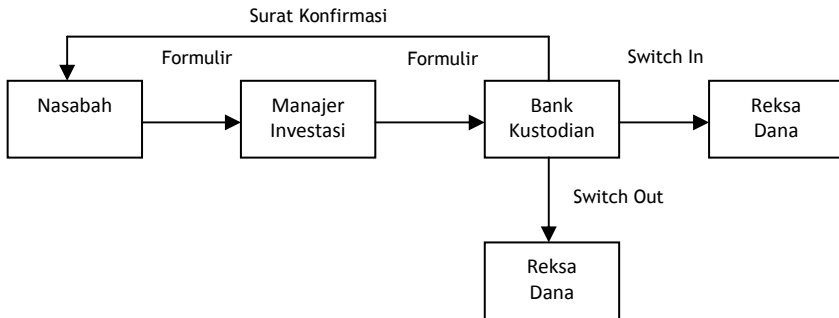 Surat Konfirmasi
Formulir
Formulir
Switch In
Nasabah
Manajer
Investasi
Bank
Kustodian
Reksa
Dana
Switch Out
Reksa
Dana